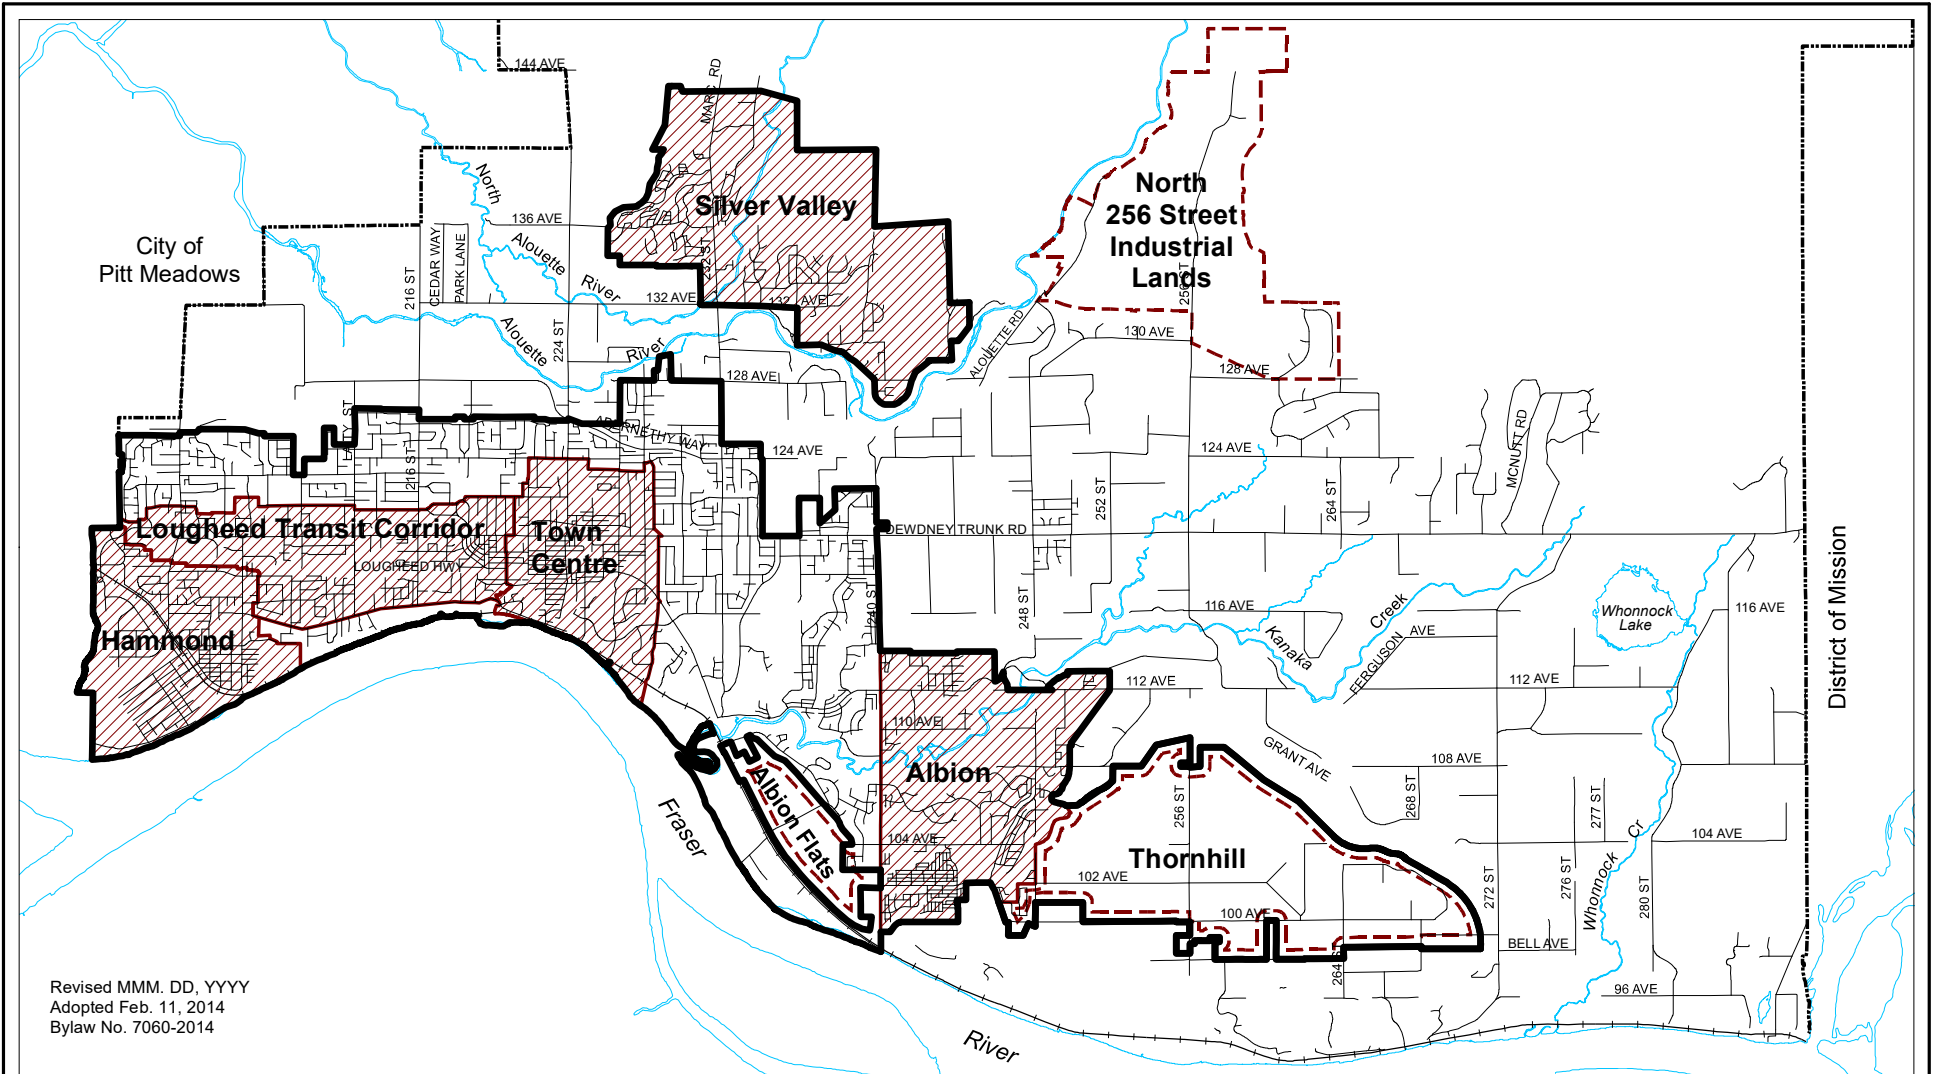 144 AVE
MARC RD
North
136 AVE
Silver Valley
North
256 Street
Industrial
Lands
City of
Pitt Meadows
216 ST
CEDAR WAY
PARK LANE
Alouette
River
232 ST
132 AVE
132 AVE
256 ST
Alouette
River
224 ST
ALOUETTE RD
130 AVE
128 AVE
128 AVE
ABERNETHY WAY
124 AVE
124 AVE
216 ST
MCNUTT RD
252 ST
264 ST
Lougheed Transit Corridor
Town
Centre
DEWDNEY TRUNK RD
LOUGHEED HWY
240 ST
248 ST
116 AVE
Kanaka
Creek
FERGUSON AVE
Whonnock
Lake
116 AVE
District of Mission
Hammond
112 AVE
112 AVE
110 AVE
GRANT AVE
108 AVE
Albion
Albion Flats
Fraser
256 ST
268 ST
277 ST
104 AVE
104 AVE
Thornhill
102 AVE
272 ST
276 ST
280 ST
Whonnock
Cr
100 AVE
BELL AVE
264 ST
96 AVE
River
Revised MMM. DD, YYYY
Adopted Feb. 11, 2014
Bylaw No. 7060-2014